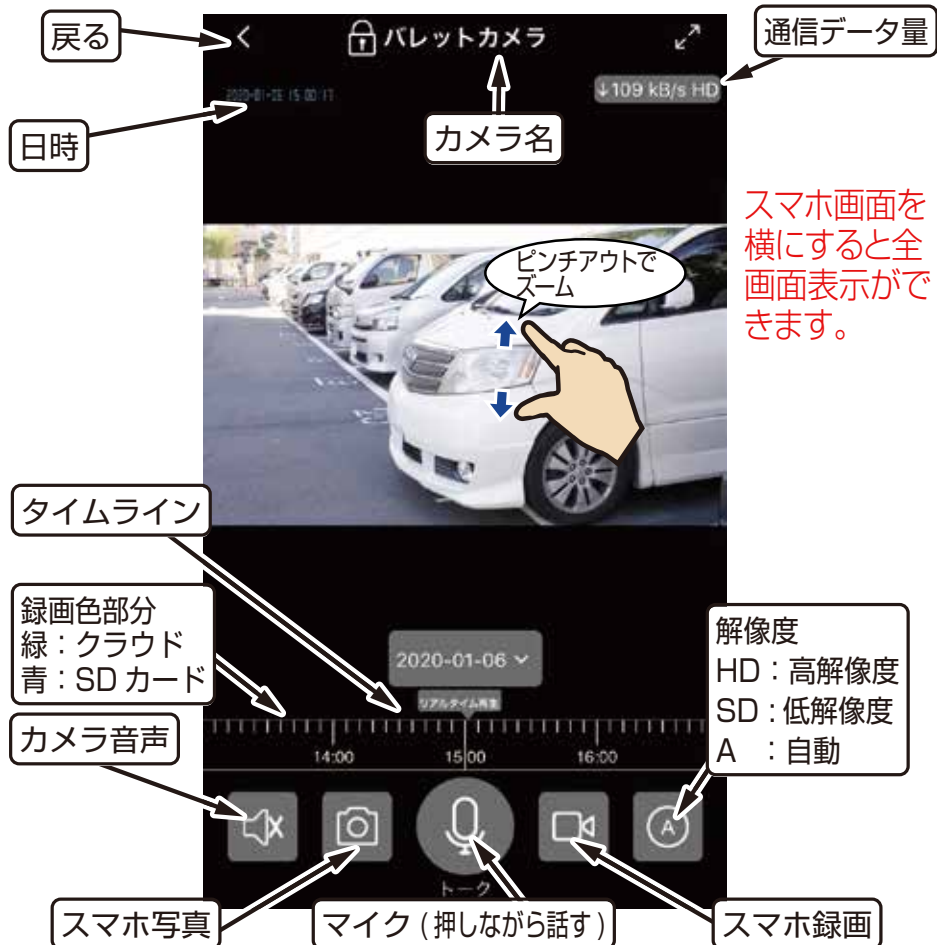 戻る
バレットカメラ
通信データ量
2020-01-06 15:00:17
↓109 kB/s HD
日時
カメラ名
スマホ画面を
横にすると全
画面表示がで
きます。
ピンチアウトで
ズーム
タイムライン
録画色部分
緑：クラウド
青：SD カード
解像度
HD：高解像度
SD：低解像度
A ：自動
2020-01-06
リアルタイム再生
カメラ音声
14:00
15:00
16:00
A
トーク
スマホ写真
マイク ( 押しながら話す )
スマホ録画